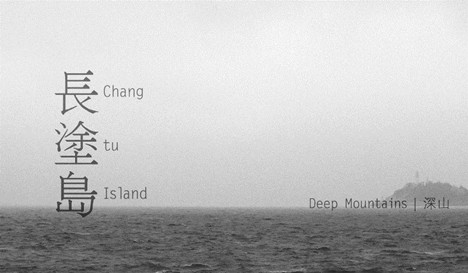 長塗島
Chang
tu
Island
Deep Mountains | 深山